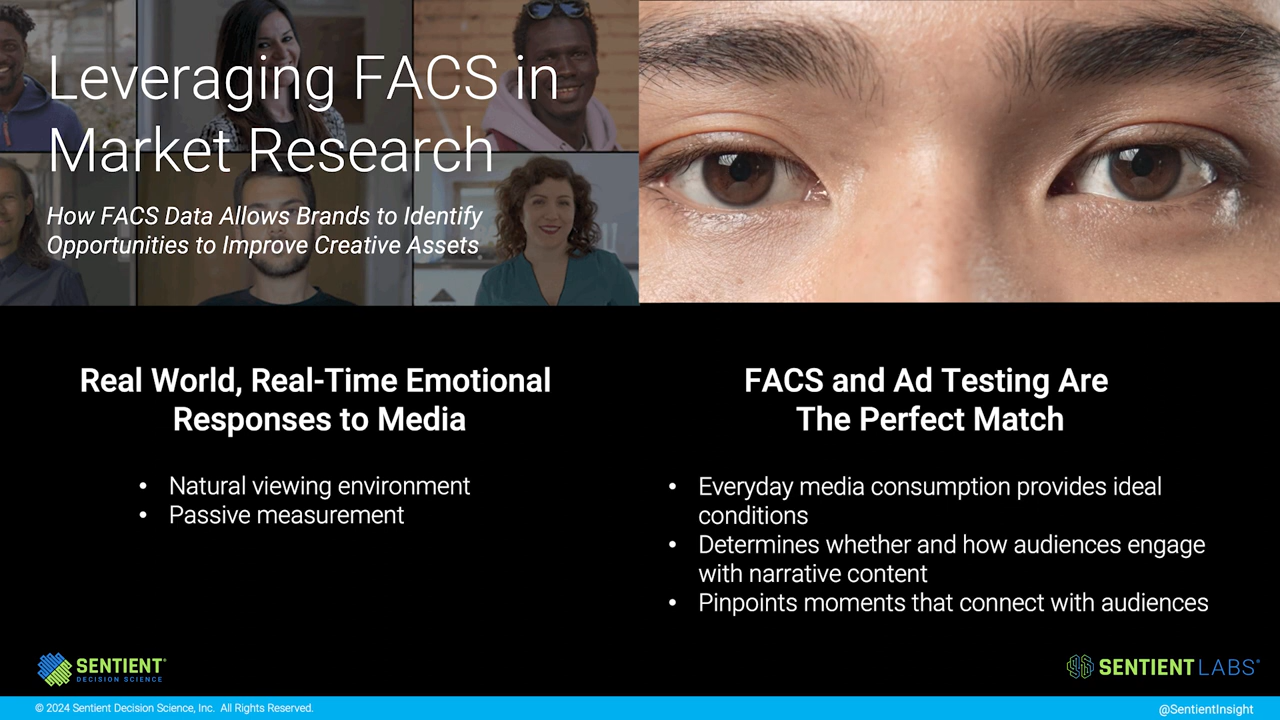 Leveraging FACS in
Market Research
How FACS Data Allows Brands to Identify
Opportunities to Improve Creative Assets
Real World, Real-Time Emotional
Responses to Media
• Natural viewing environment
• Passive measurement
FACS and Ad Testing Are
The Perfect Match
• Everyday media consumption provides ideal
conditions
• Determines whether and how audiences engage
with narrative content
• Pinpoints moments that connect with audiences
SENTIENT®
DECISION SCIENCE
SENTIENT LABS®
© 2024 Sentient Decision Science, Inc. All Rights Reserved.
@SentientInsight